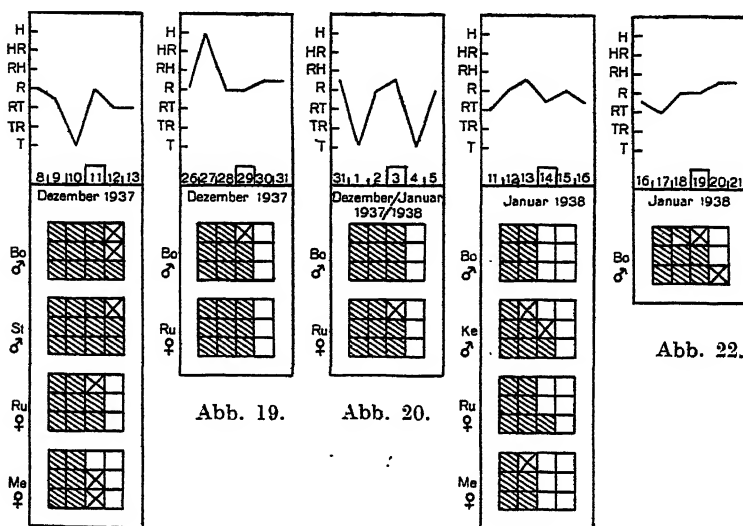 H
HR
RH
R
RT
TR
T
8 9 10 11 12 13
Dezember 1937
Bo
♂
St
♂
Ru
♀
Me
♀
H
HR
RH
R
RT
TR
T
26 27 28 29 30 31
Dezember 1937
Bo
♂
Ru
♀
Abb. 19.
H
HR
RH
R
RT
TR
T
31 1 2 3 4 5
Dezember/Januar
1937/1938
Bo
♂
Ru
♀
Abb. 20.
H
HR
RH
R
RT
TR
T
11 12 13 14 15 16
Januar 1938
Bo
♂
Ke
♂
Ru
♀
Me
♀
H
HR
RH
R
RT
TR
T
16 17 18 19 20 21
Januar 1938
Bo
♂
Abb. 22.